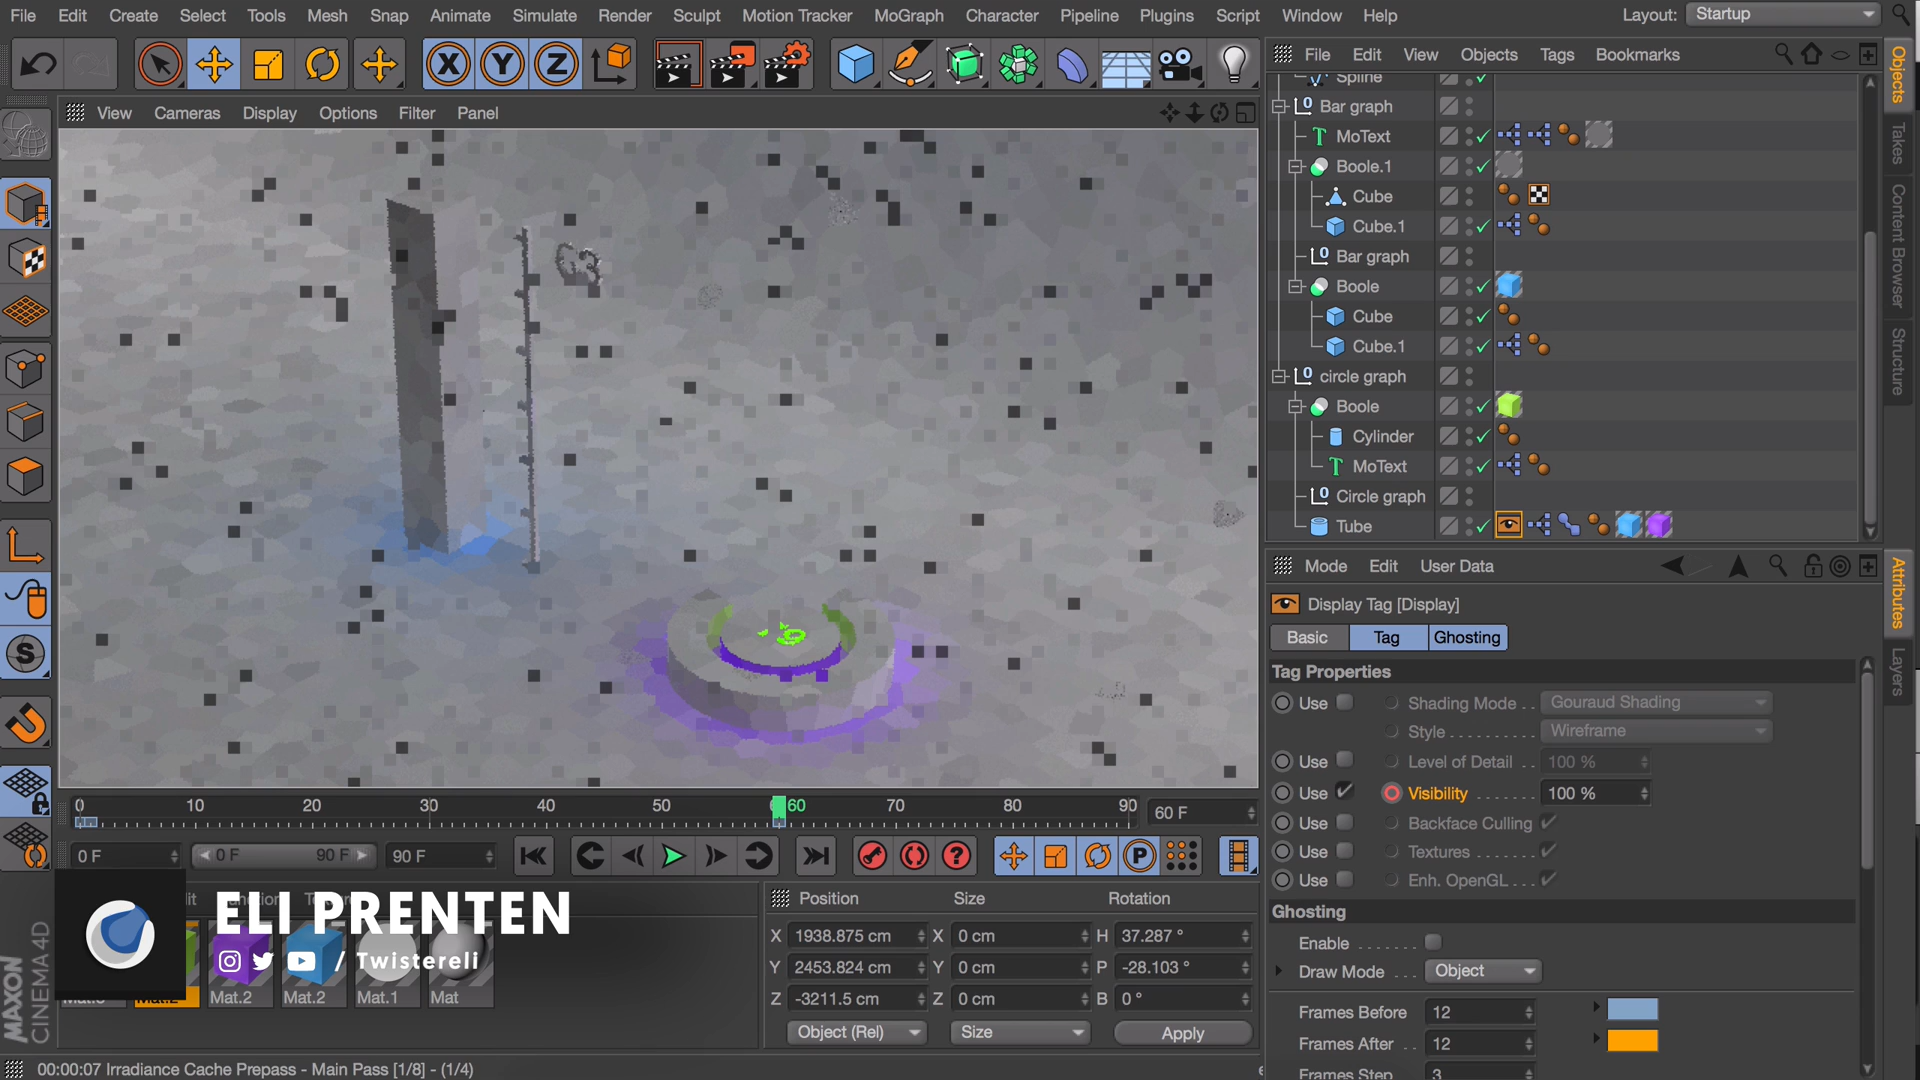 File Edit Create Select Tools Mesh Snap Animate Simulate Render Sculpt Motion Tracker MoGraph Character Pipeline Plugins Script Window Help Layout: Startup
X Y Z
File Edit View Objects Tags Bookmarks
View Cameras Display Options Filter Panel
Spline
Bar graph
MoText
Boole.1
Cube
Cube.1
Bar graph
Boole
Cube
Cube.1
circle graph
Boole
Cylinder
MoText
Circle graph
Tube
Objects
Takes
Content Browser
Structure
Mode Edit User Data
Display Tag [Display]
Basic Tag Ghosting
Tag Properties
Use Shading Mode . . Gouraud Shading
Style . . . . . . . . . Wireframe
Use Level of Detail . . 100 %
Use Visibility . . . . . . . 100 %
Use Backface Culling
Use Textures . . . . . . .
Use Enh. OpenGL . . . .
Ghosting
Enable . . . . . . .
Draw Mode . . . Object
Frames Before 12
Frames After . . 12
Frames Step 3
Attributes
Layers
0 10 20 30 40 50 60 70 80 90 60 F
0 F 0 F 90 F 90 F
P
ELI PRENTEN
/ Twistereli
Mat.2 Mat.2 Mat.2 Mat.1 Mat
Position Size Rotation
X 1938.875 cm X 0 cm H 37.287 °
Y 2453.824 cm Y 0 cm P -28.103 °
Z -3211.5 cm Z 0 cm B 0 °
Object (Rel) Size Apply
MAXON
CINEMA 4D
00:00:07 Irradiance Cache Prepass - Main Pass [1/8] - (1/4)